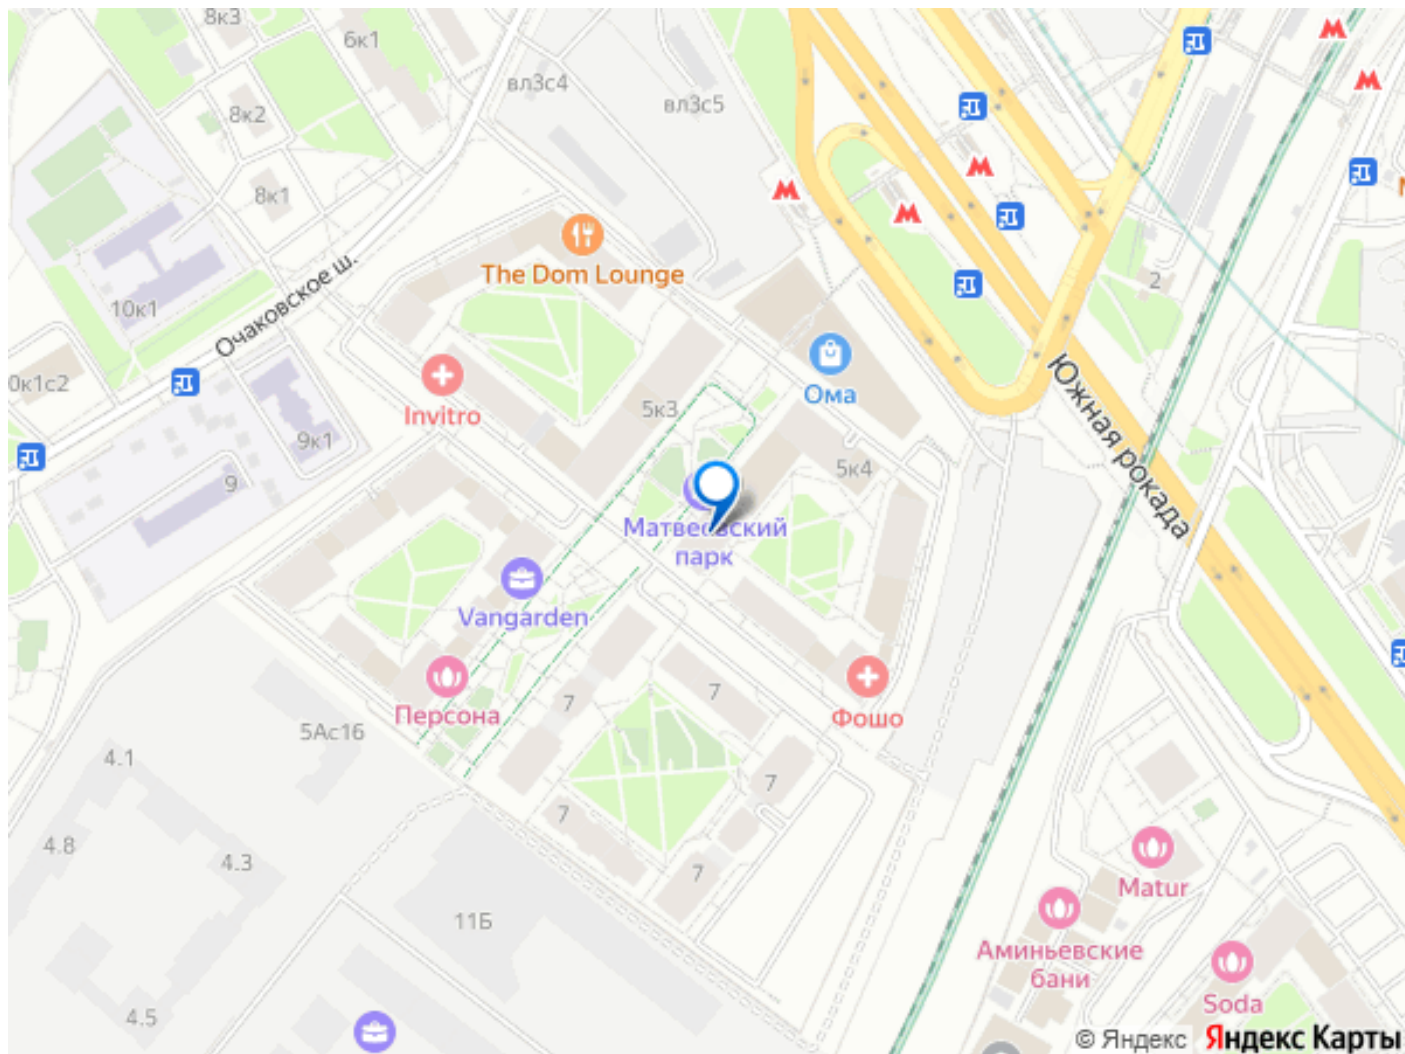 8к3
6к1
вл3с4
вл3с5
8к2
8к1
The Dom Lounge
2
10к1
Очаковское ш.
0к1с2
Invitro
5к3
Ома
Южная рокада
9к1
9
5к4
Матвеевский
парк
Vangarden
7
7
Персона
Фошо
5Ас16
4.1
7
7
4.8
4.3
7
Matur
11Б
Аминьевские
бани
Soda
4.5
© Яндекс Яндекс Карты